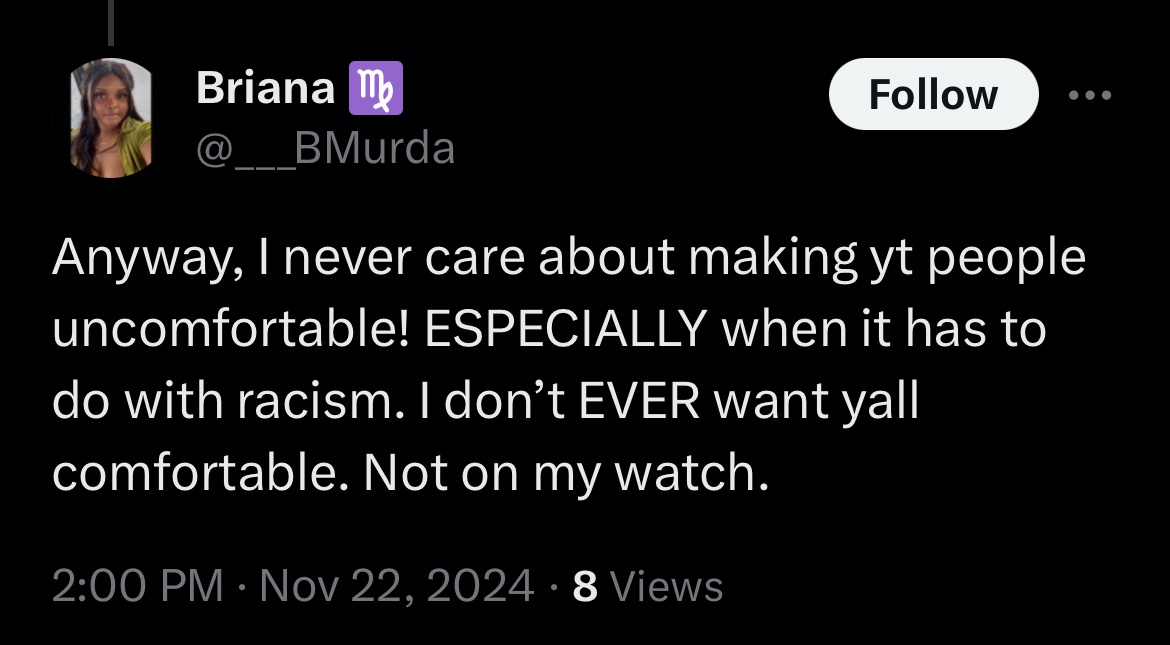 Briana ♍
Follow
@___BMurda
Anyway, I never care about making yt people
uncomfortable! ESPECIALLY when it has to
do with racism. I don’t EVER want yall
comfortable. Not on my watch.
2:00 PM · Nov 22, 2024 · 8 Views